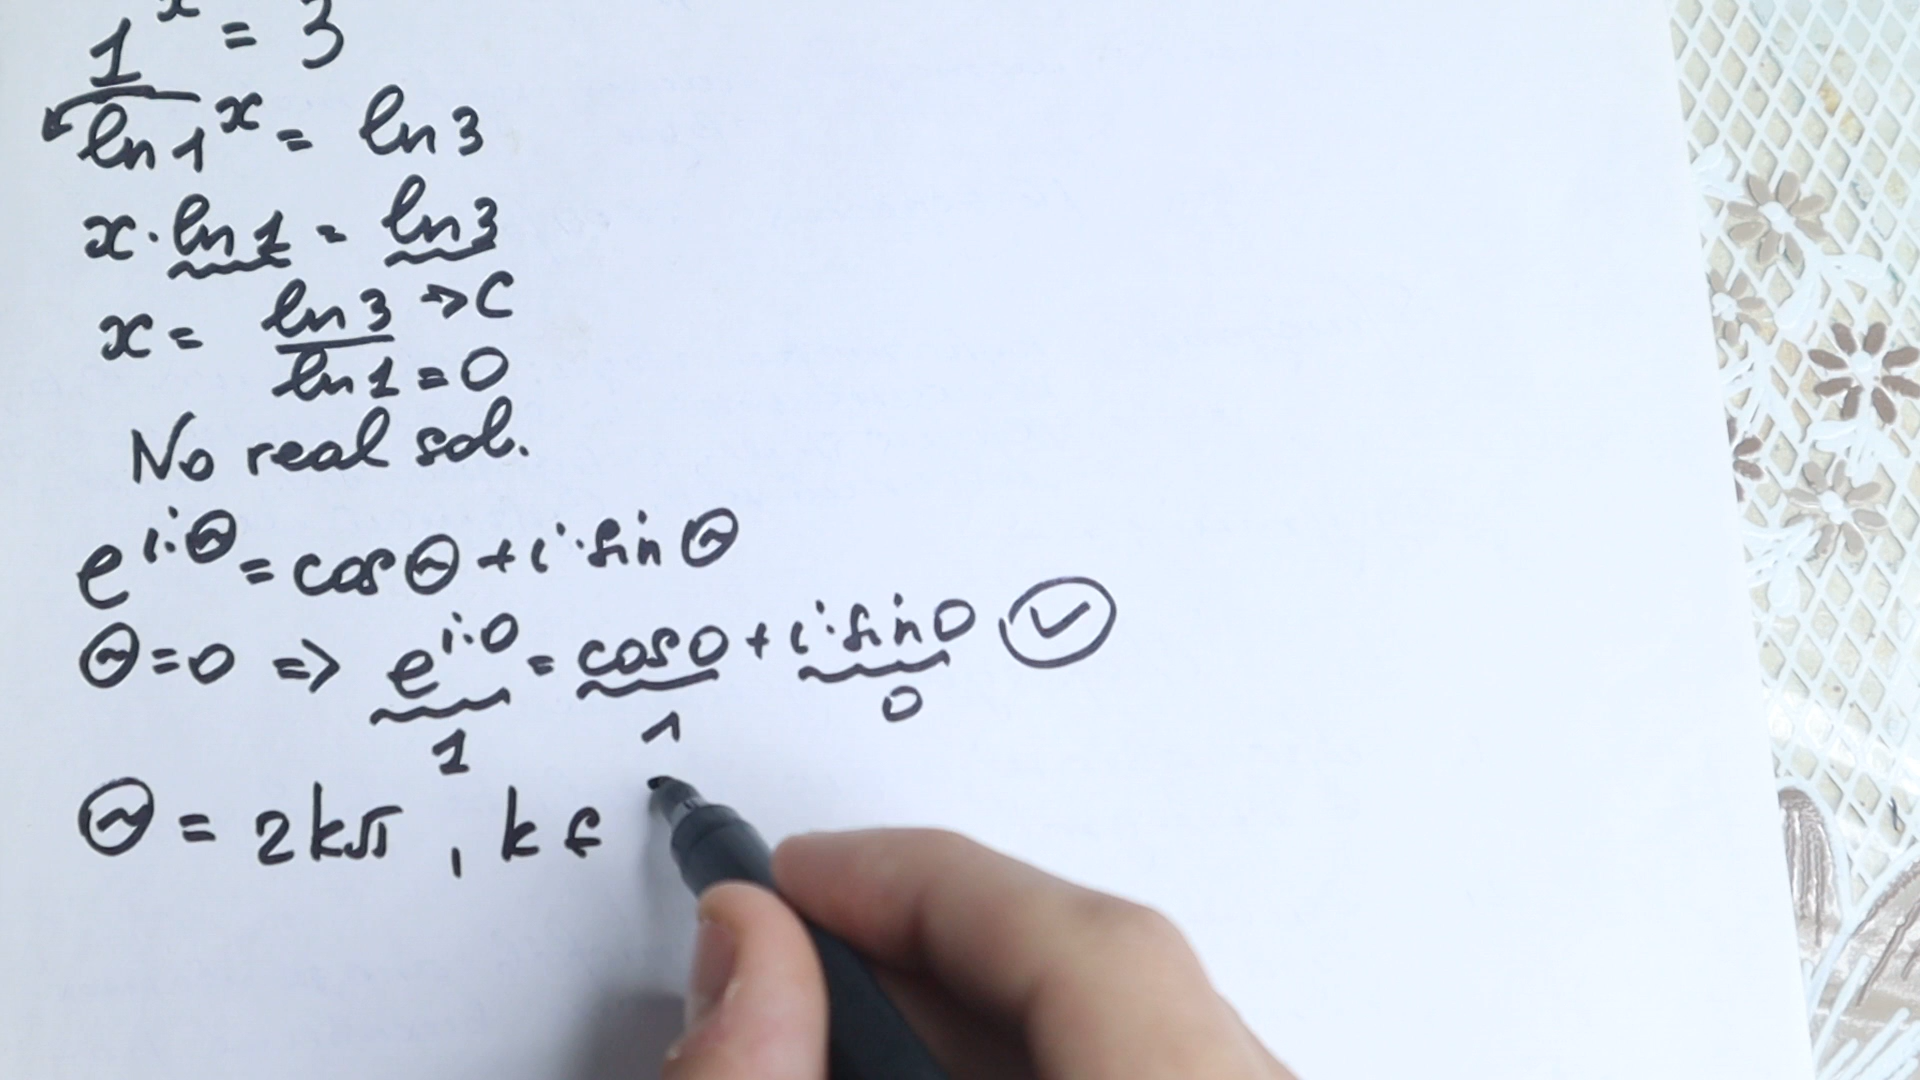 1^x = 3
ln 1^x = ln 3
x · ln 1 = ln 3
x = ln 3 / ln 1 = 0 → C
No real sol.
e^{i·Θ} = cos Θ + i · sin Θ
Θ = 0 => e^{i·0} = cos 0 + i · sin 0 ✓
1 1 0
Θ = 2kπ , k ∈